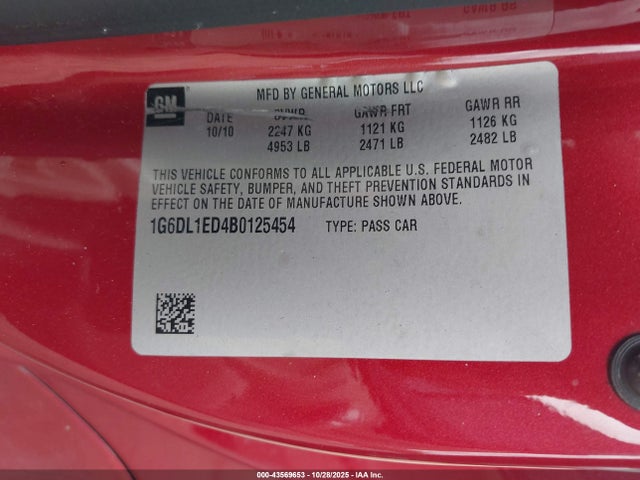 GM
MFD BY GENERAL MOTORS LLC
DATE GAWR FRT GAWR RR
10/10 2247 KG 1121 KG 1126 KG
4953 LB 2471 LB 2482 LB
THIS VEHICLE CONFORMS TO ALL APPLICABLE U.S. FEDERAL MOTOR
VEHICLE SAFETY, BUMPER, AND THEFT PREVENTION STANDARDS IN
EFFECT ON THE DATE OF MANUFACTURE SHOWN ABOVE.
1G6DL1ED4B0125454 TYPE: PASS CAR
00-43569653 | 10/28/2025 | IAA Inc.